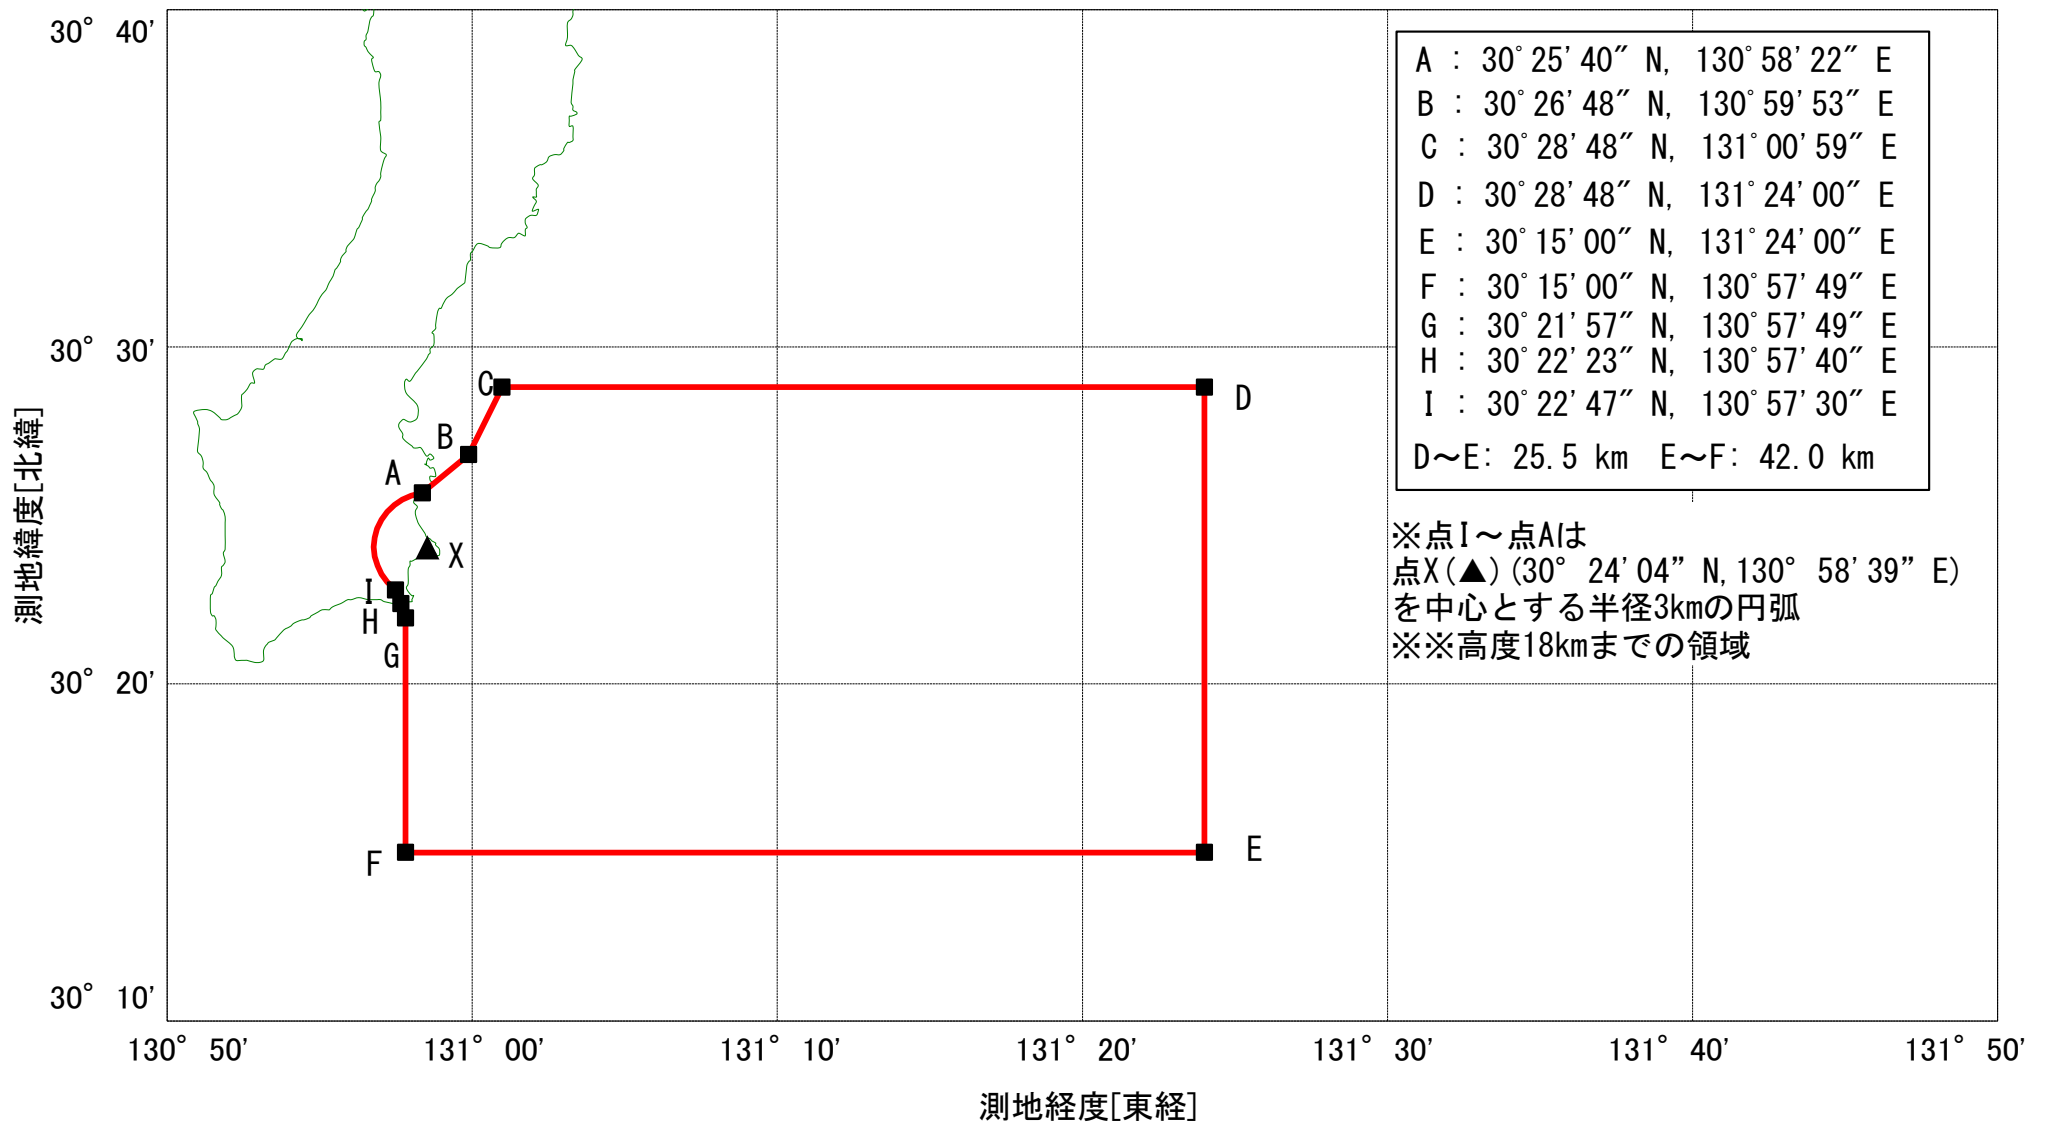 30° 40'
30° 30'
30° 20'
30° 10'
測地緯度[北緯]
130° 50'
131° 00'
131° 10'
131° 20'
131° 30'
131° 40'
131° 50'
測地経度[東経]
A
B
C
D
E
F
G
H
I
X
A : 30°25'40" N, 130°58'22" E
B : 30°26'48" N, 130°59'53" E
C : 30°28'48" N, 131°00'59" E
D : 30°28'48" N, 131°24'00" E
E : 30°15'00" N, 131°24'00" E
F : 30°15'00" N, 130°57'49" E
G : 30°21'57" N, 130°57'49" E
H : 30°22'23" N, 130°57'40" E
I : 30°22'47" N, 130°57'30" E
D～E: 25.5 km E～F: 42.0 km
※点I～点Aは
点X(▲)(30° 24'04” N,130° 58'39” E)
を中心とする半径3kmの円弧
※※高度18kmまでの領域